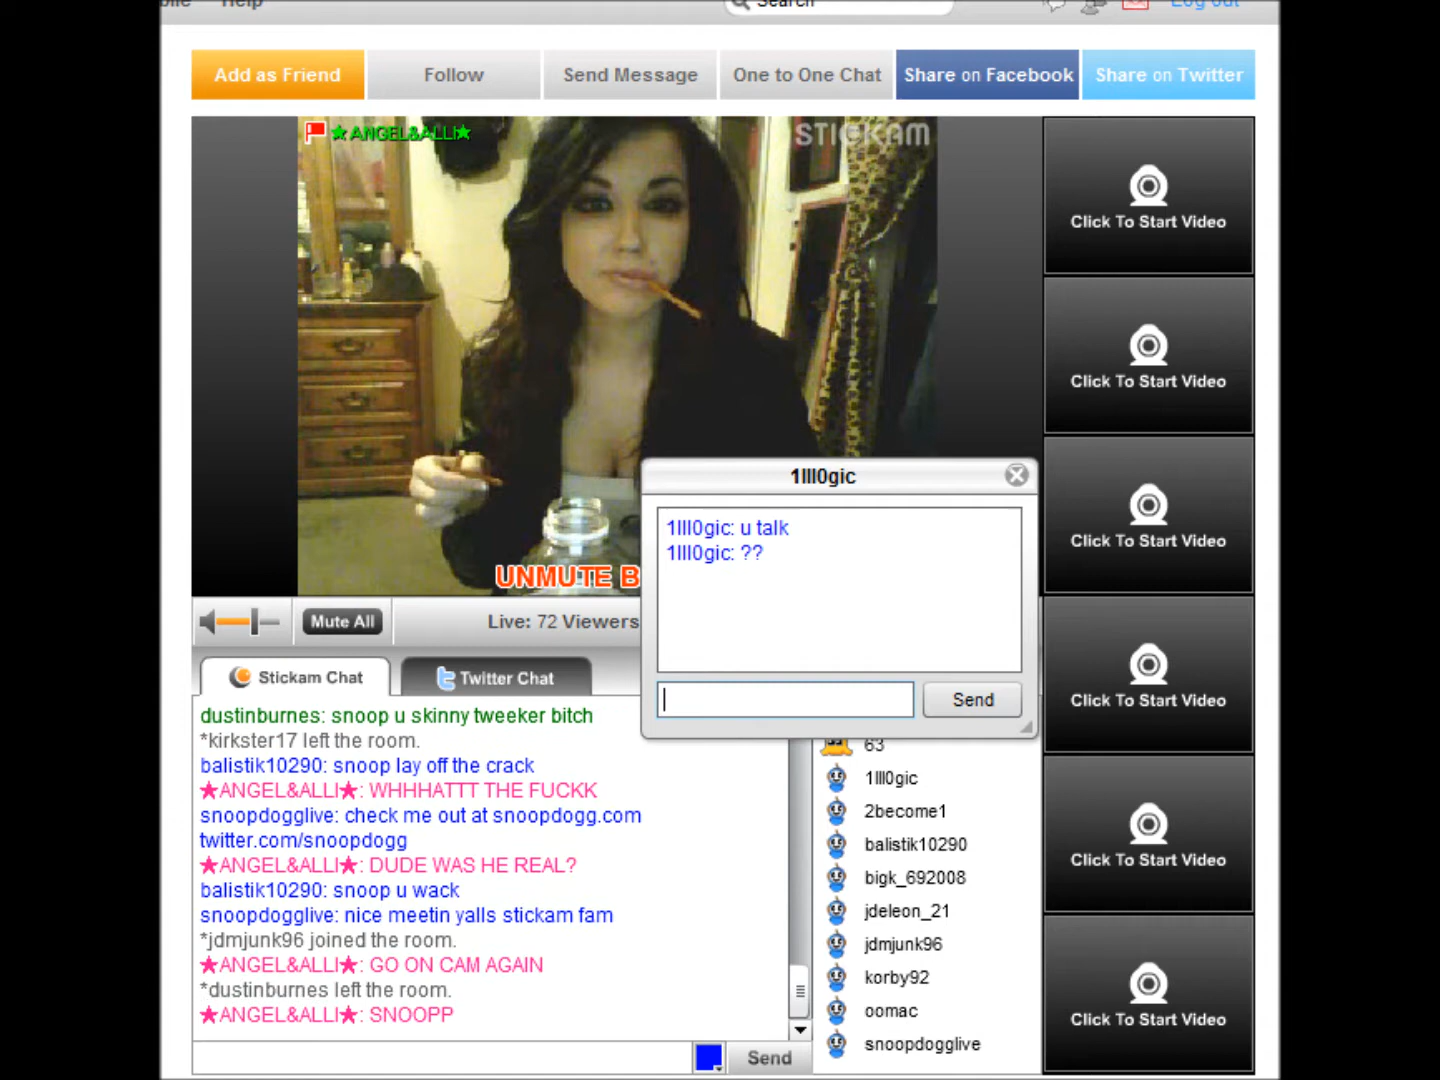 Help
Search
Log out
Add as Friend
Follow
Send Message
One to One Chat
Share on Facebook
Share on Twitter
★ANGEL&ALLI★
STICKAM
Click To Start Video
Click To Start Video
Click To Start Video
Click To Start Video
Click To Start Video
Click To Start Video
UNMUTE B
1lll0gic
1lll0gic: u talk
1lll0gic: ??
Send
Mute All
Live: 72 Viewers
Stickam Chat
Twitter Chat
dustinburnes: snoop u skinny tweeker bitch
*kirkster17 left the room.
balistik10290: snoop lay off the crack
★ANGEL&ALLI★: WHHHATTT THE FUCKK
snoopdogglive: check me out at snoopdogg.com
twitter.com/snoopdogg
★ANGEL&ALLI★: DUDE WAS HE REAL?
balistik10290: snoop u wack
snoopdogglive: nice meetin yalls stickam fam
*jdmjunk96 joined the room.
★ANGEL&ALLI★: GO ON CAM AGAIN
*dustinburnes left the room.
★ANGEL&ALLI★: SNOOPP
Send
63
1lll0gic
2become1
balistik10290
bigk_692008
jdeleon_21
jdmjunk96
korby92
oomac
snoopdogglive